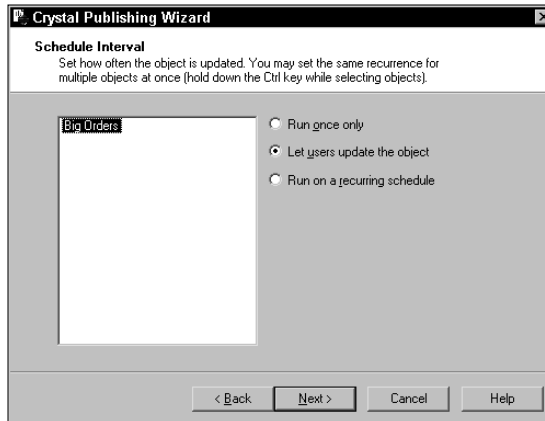 Crystal Publishing Wizard
Schedule Interval
Set how often the object is updated. You may set the same recurrence for
multiple objects at once (hold down the Ctrl key while selecting objects).
Big Orders
Run once only
Let users update the object
Run on a recurring schedule
< Back
Next >
Cancel
Help